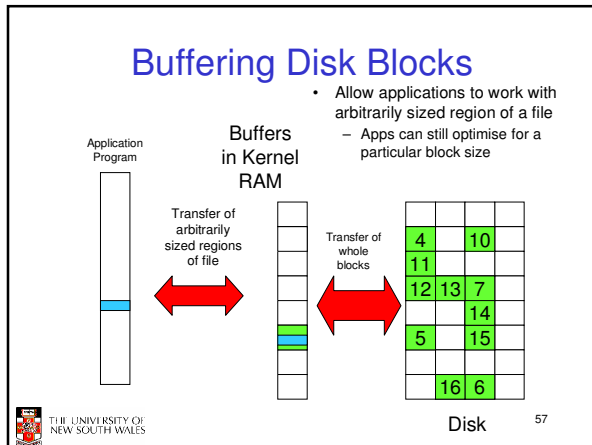 Buffering Disk Blocks
• Allow applications to work with
arbitrarily sized region of a file
– Apps can still optimise for a
particular block size
Application
Program
Buffers
in Kernel
RAM
Transfer of
arbitrarily
sized regions
of file
Transfer of
whole
blocks
4 10
11
12 13 7
14
5 15
16 6
Disk
THE UNIVERSITY OF
NEW SOUTH WALES
57